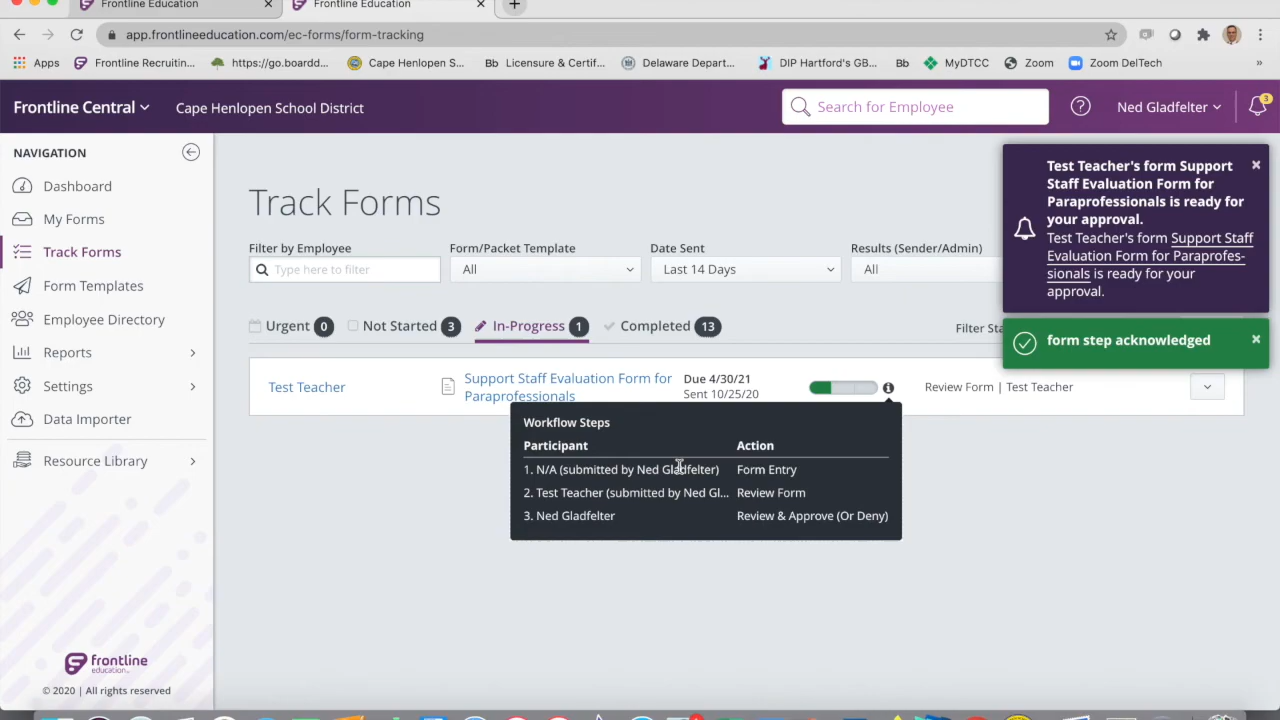 Frontline Education
Frontline Education
app.frontlineeducation.com/ec-forms/form-tracking
Apps
Frontline Recruitin...
https://go.boardd...
Cape Henlopen S...
Bb Licensure & Certif...
Delaware Depart...
DIP Hartford's GB...
Bb
MyDTCC
Zoom
Zoom DelTech
»
Frontline Central
Cape Henlopen School District
Search for Employee
Ned Gladfelter
3
NAVIGATION
Dashboard
My Forms
Track Forms
Form Templates
Employee Directory
Reports
Settings
Data Importer
Resource Library
frontline
education
© 2020 | All rights reserved
Track Forms
Filter by Employee
Form/Packet Template
Date Sent
Results (Sender/Admin)
Type here to filter
All
Last 14 Days
All
Urgent 0
Not Started 3
In-Progress 1
Completed 13
Filter Sta
Test Teacher
Support Staff Evaluation Form for
Paraprofessionals
Due 4/30/21
Sent 10/25/20
Review Form | Test Teacher
Workflow Steps
Participant Action
1. N/A (submitted by Ned Gladfelter) Form Entry
2. Test Teacher (submitted by Ned Gl... Review Form
3. Ned Gladfelter Review & Approve (Or Deny)
Test Teacher's form Support
Staff Evaluation Form for
Paraprofessionals is ready for
your approval.
Test Teacher's form Support Staff
Evaluation Form for Paraprofes-
sionals is ready for your
approval.
form step acknowledged